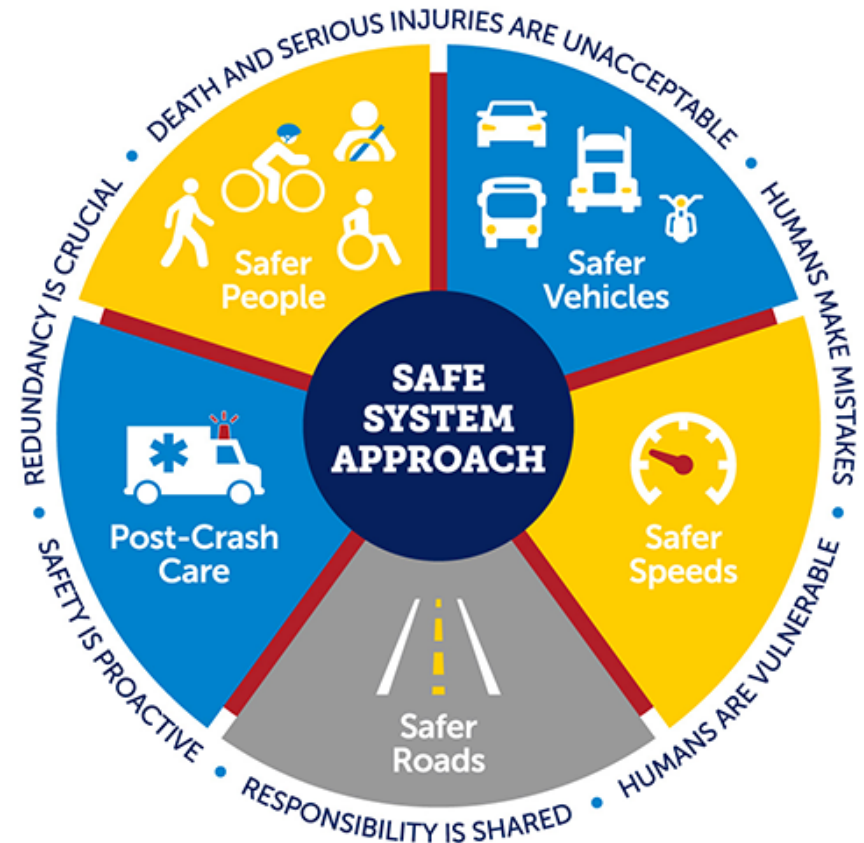 DEATH AND SERIOUS INJURIES ARE UNACCEPTABLE
HUMANS MAKE MISTAKES
HUMANS ARE VULNERABLE
RESPONSIBILITY IS SHARED
SAFETY IS PROACTIVE
REDUNDANCY IS CRUCIAL
Safer
People
Safer
Vehicles
SAFE
SYSTEM
APPROACH
Safer
Speeds
Post-Crash
Care
Safer
Roads